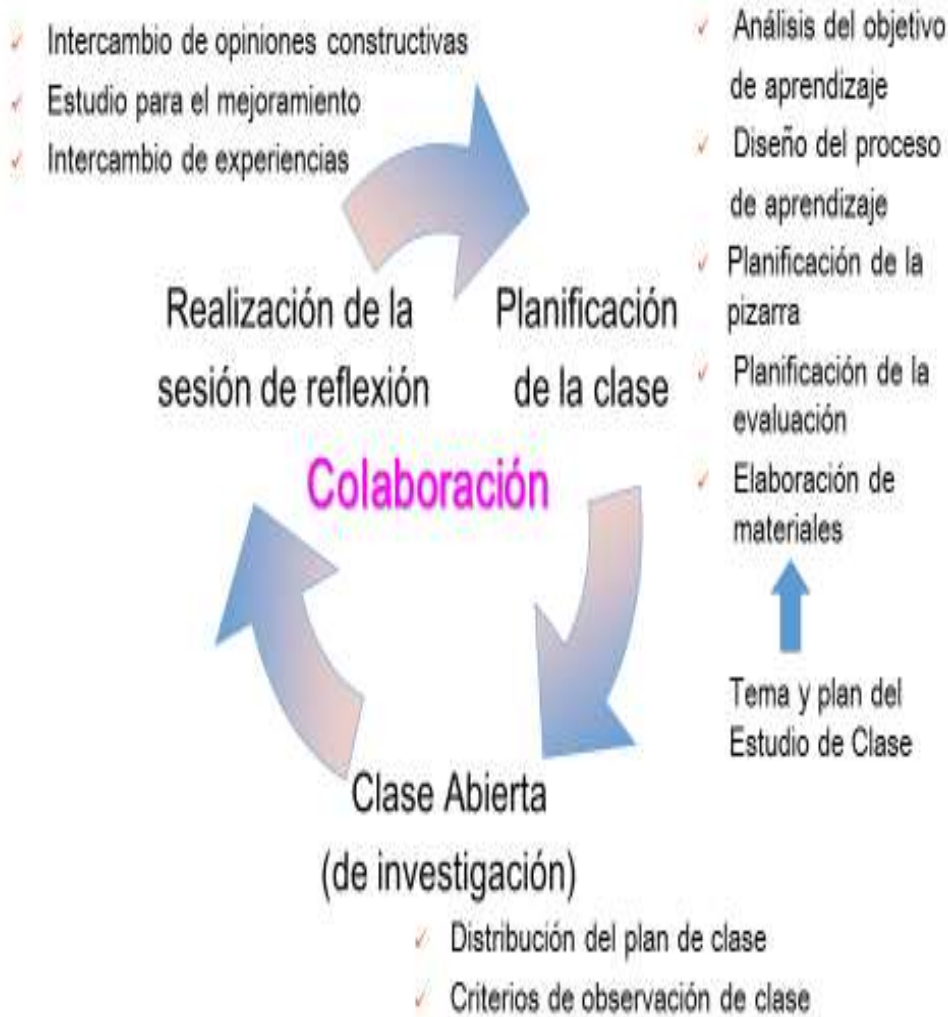 Intercambio de opiniones constructivas
Estudio para el mejoramiento
Intercambio de experiencias
Análisis del objetivo
de aprendizaje
Diseño del proceso
de aprendizaje
Planificación de la
pizarra
Planificación de la
evaluación
Elaboración de
materiales
Tema y plan del
Estudio de Clase
Realización de la
sesión de reflexión
Planificación
de la clase
Colaboración
Clase Abierta
(de investigación)
Distribución del plan de clase
Criterios de observación de clase